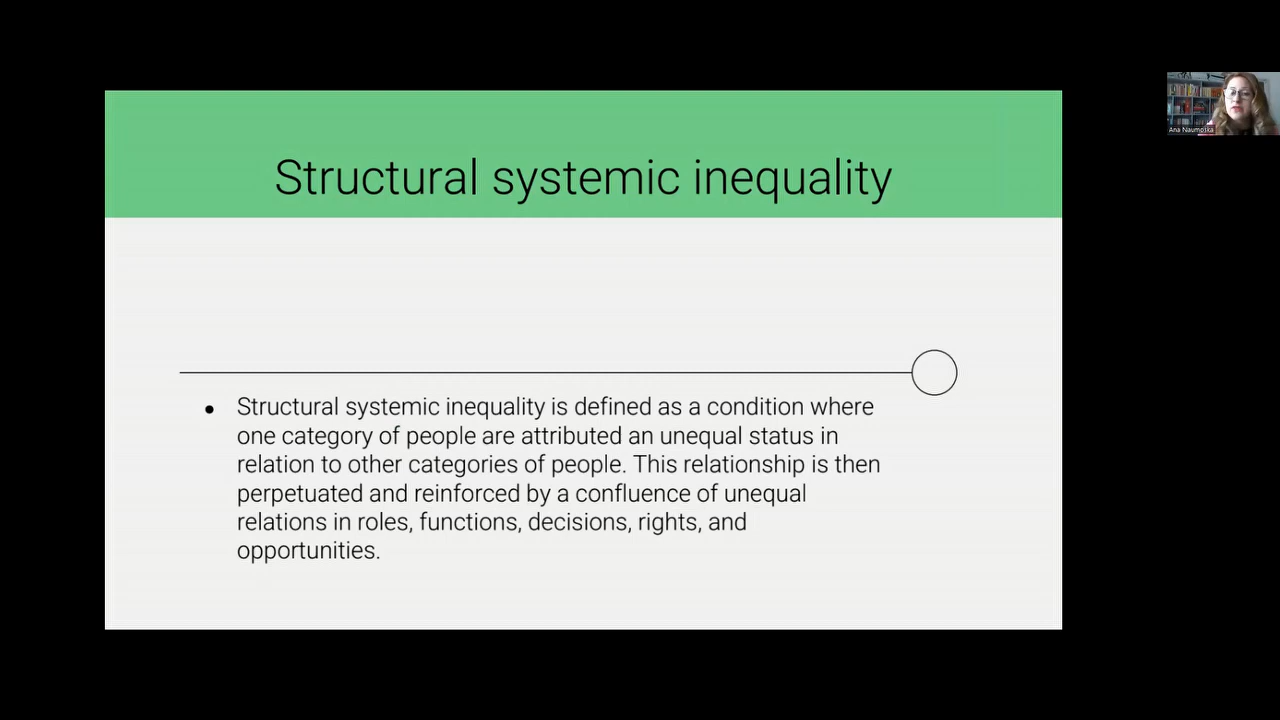 Structural systemic inequality
● Structural systemic inequality is defined as a condition where
one category of people are attributed an unequal status in
relation to other categories of people. This relationship is then
perpetuated and reinforced by a confluence of unequal
relations in roles, functions, decisions, rights, and
opportunities.
Ana Naumoska